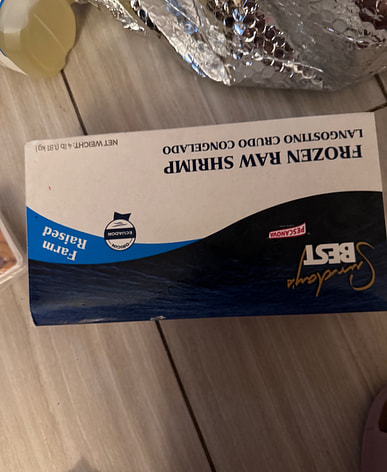 Sunday's
BEST
PESCANOVA
Farm
Raised
ORIGIN
ECUADOR
FROZEN RAW SHRIMP
LANGOSTINO CRUDO CONGELADO
NET WEIGHT: 4 lb (1.81 kg)